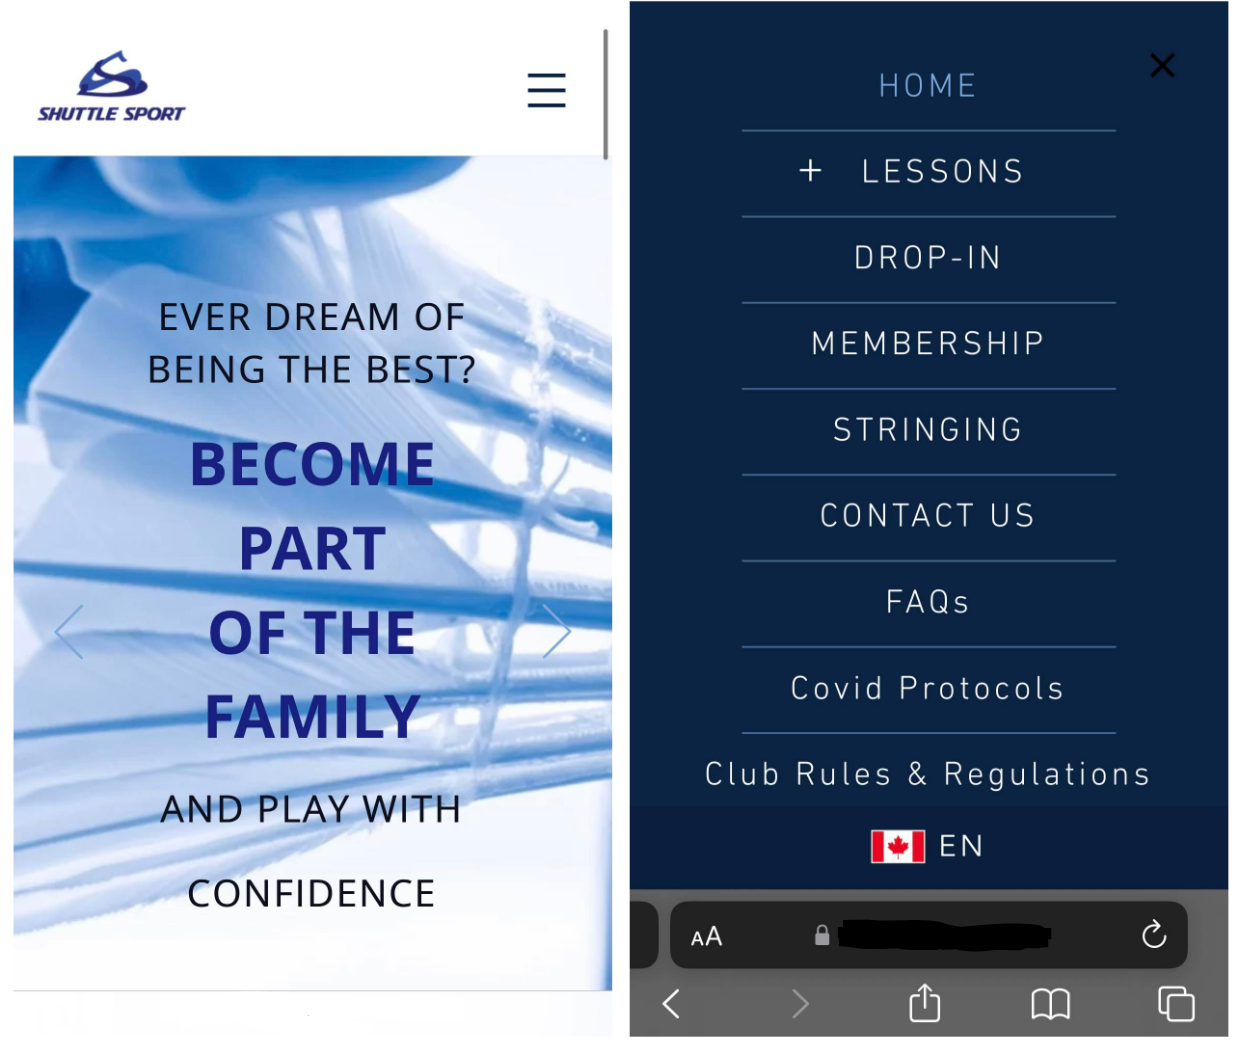 SHUTTLE SPORT
EVER DREAM OF
BEING THE BEST?
BECOME
PART
OF THE
FAMILY
AND PLAY WITH
CONFIDENCE
HOME
+ LESSONS
DROP-IN
MEMBERSHIP
STRINGING
CONTACT US
FAQs
Covid Protocols
Club Rules & Regulations
EN
AA